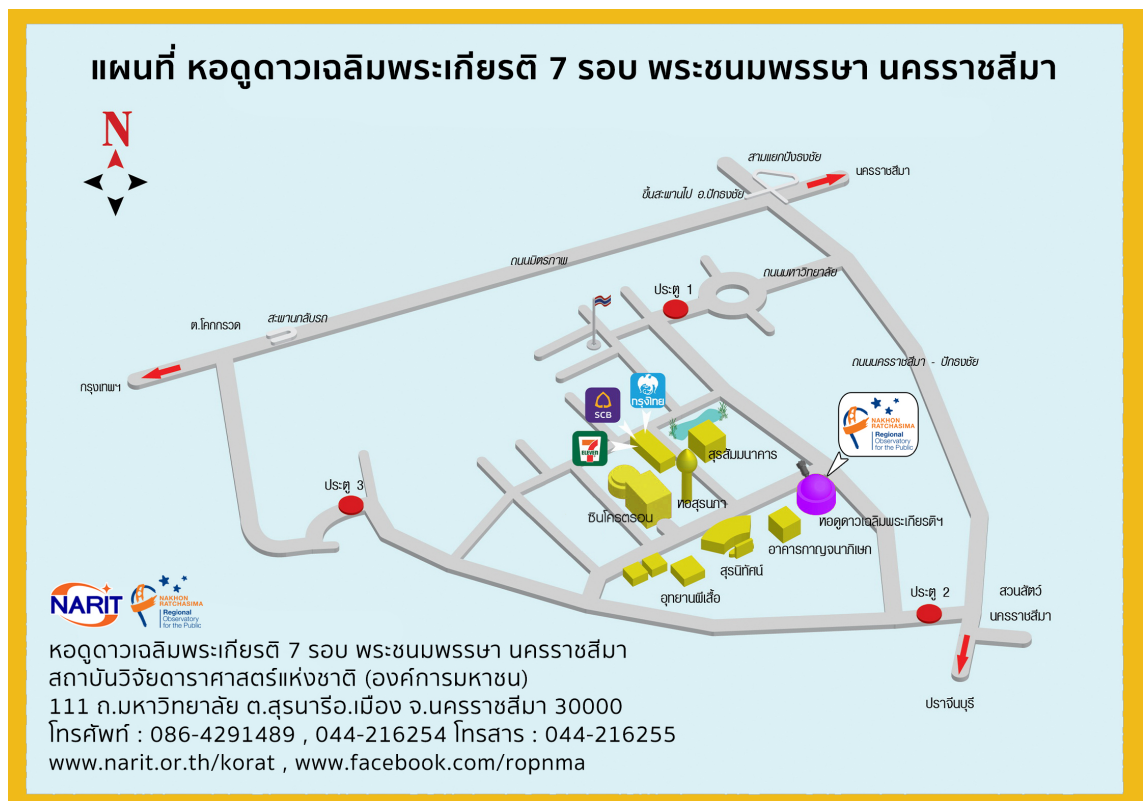 แผนที่ หอดูดาวเฉลิมพระเกียรติ 7 รอบ พระชนมพรรษา นครราชสีมา
N
สามแยกปังธงชัย
นครราชสีมา
ขึ้นสะพานไป อ.ปักธงชัย
ถนนมิตรภาพ
ถนนมหาวิทยาลัย
ประตู 1
สะพานกลับรถ
ต.โคกกรวด
กรุงเทพฯ
ถนนนครราชสีมา - ปักธงชัย
กรุงไทย
SCB
7
ELEVEN
NAKHON
RATCHASIMA
Regional
Observatory
for the Public
สุรสัมมนาคาร
ประตู 3
หอสุรนภา
ซินโครตรอน
หอดูดาวเฉลิมพระเกียรติฯ
อาคารกาญจนาภิเษก
สุรนิทัศน์
อุทยานผีเสื้อ
ประตู 2
สวนสัตว์
นครราชสีมา
ปราจีนบุรี
NARIT
NAKHON
RATCHASIMA
Regional
Observatory
for the Public
หอดูดาวเฉลิมพระเกียรติ 7 รอบ พระชนมพรรษา นครราชสีมา
สถาบันวิจัยดาราศาสตร์แห่งชาติ (องค์การมหาชน)
111 ถ.มหาวิทยาลัย ต.สุรนารีอ.เมือง จ.นครราชสีมา 30000
โทรศัพท์ : 086-4291489 , 044-216254 โทรสาร : 044-216255
www.narit.or.th/korat , www.facebook.com/ropnma